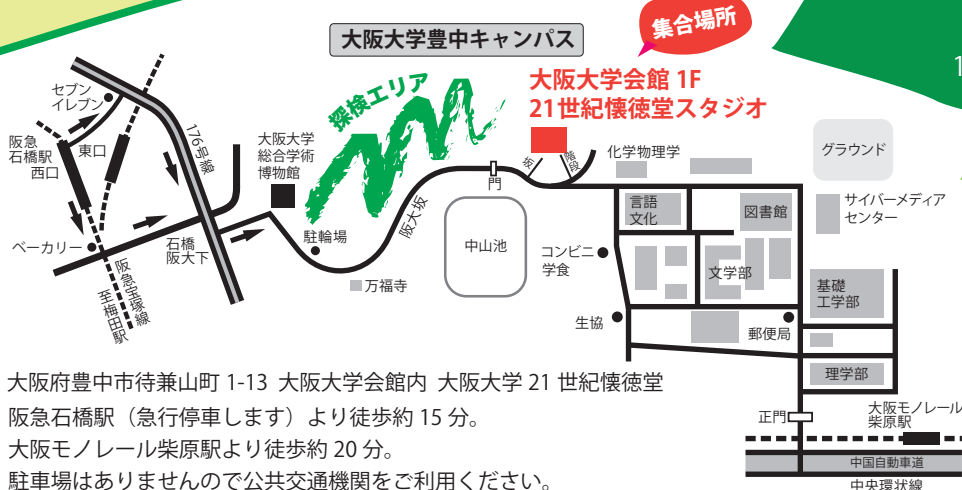 大阪大学豊中キャンパス
集合場所
1
探検エリア
大阪大学会館 1F
21世紀懐徳堂スタジオ
セブン
イレブン
阪急
石橋駅
西口
東口
176号線
大阪大学
総合学術
博物館
門
坂
階段
化学物理学
グラウンド
言語
文化
図書館
サイバーメディア
センター
ベーカリー
石橋
阪大下
駐輪場
阪大坂
中山池
コンビニ
学食
文学部
万福寺
阪急宝塚線
至梅田駅
基礎
工学部
生協
郵便局
理学部
正門
大阪モノレール
柴原駅
中国自動車道
中央環状線
大阪府豊中市待兼山町 1-13 大阪大学会館内 大阪大学 21 世紀懐徳堂
阪急石橋駅（急行停車します）より徒歩約 15 分。
大阪モノレール柴原駅より徒歩約 20 分。
駐車場はありませんので公共交通機関をご利用ください。